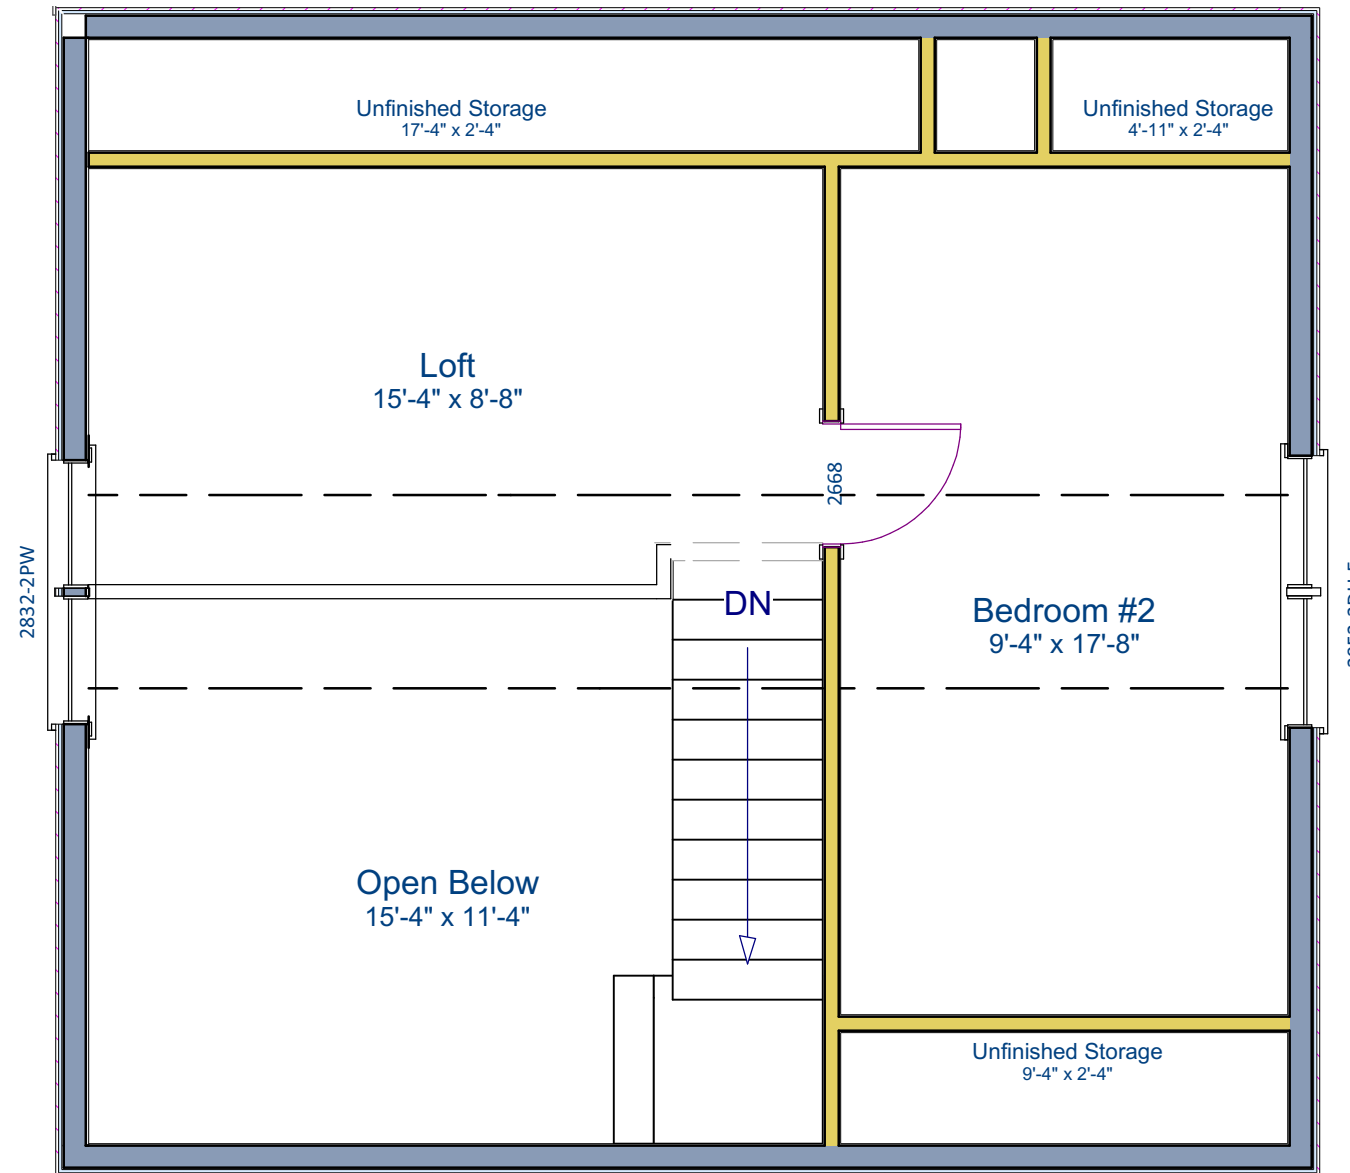 Unfinished Storage
17'-4" x 2'-4"
Unfinished Storage
4'-11" x 2'-4"
Loft
15'-4" x 8'-8"
2668
2832-2PW
DN
Bedroom #2
9'-4" x 17'-8"
Open Below
15'-4" x 11'-4"
Unfinished Storage
9'-4" x 2'-4"